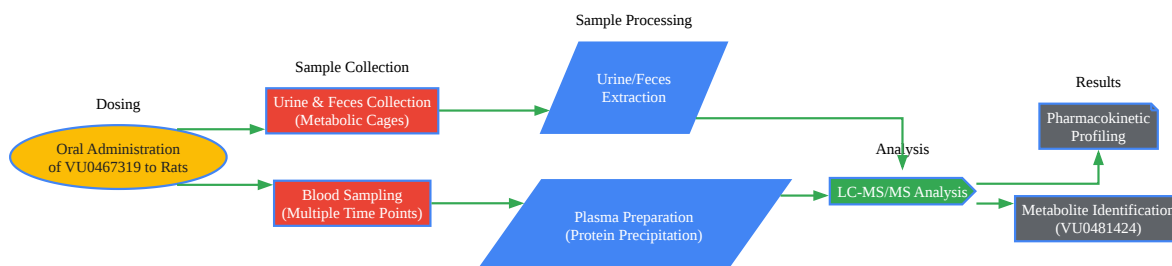 Dosing
Oral Administration
of VU0467319 to Rats
Sample Collection
Urine & Feces Collection
(Metabolic Cages)
Blood Sampling
(Multiple Time Points)
Sample Processing
Urine/Feces
Extraction
Plasma Preparation
(Protein Precipitation)
Analysis
LC-MS/MS Analysis
Results
Pharmacokinetic
Profiling
Metabolite Identification
(VU0481424)